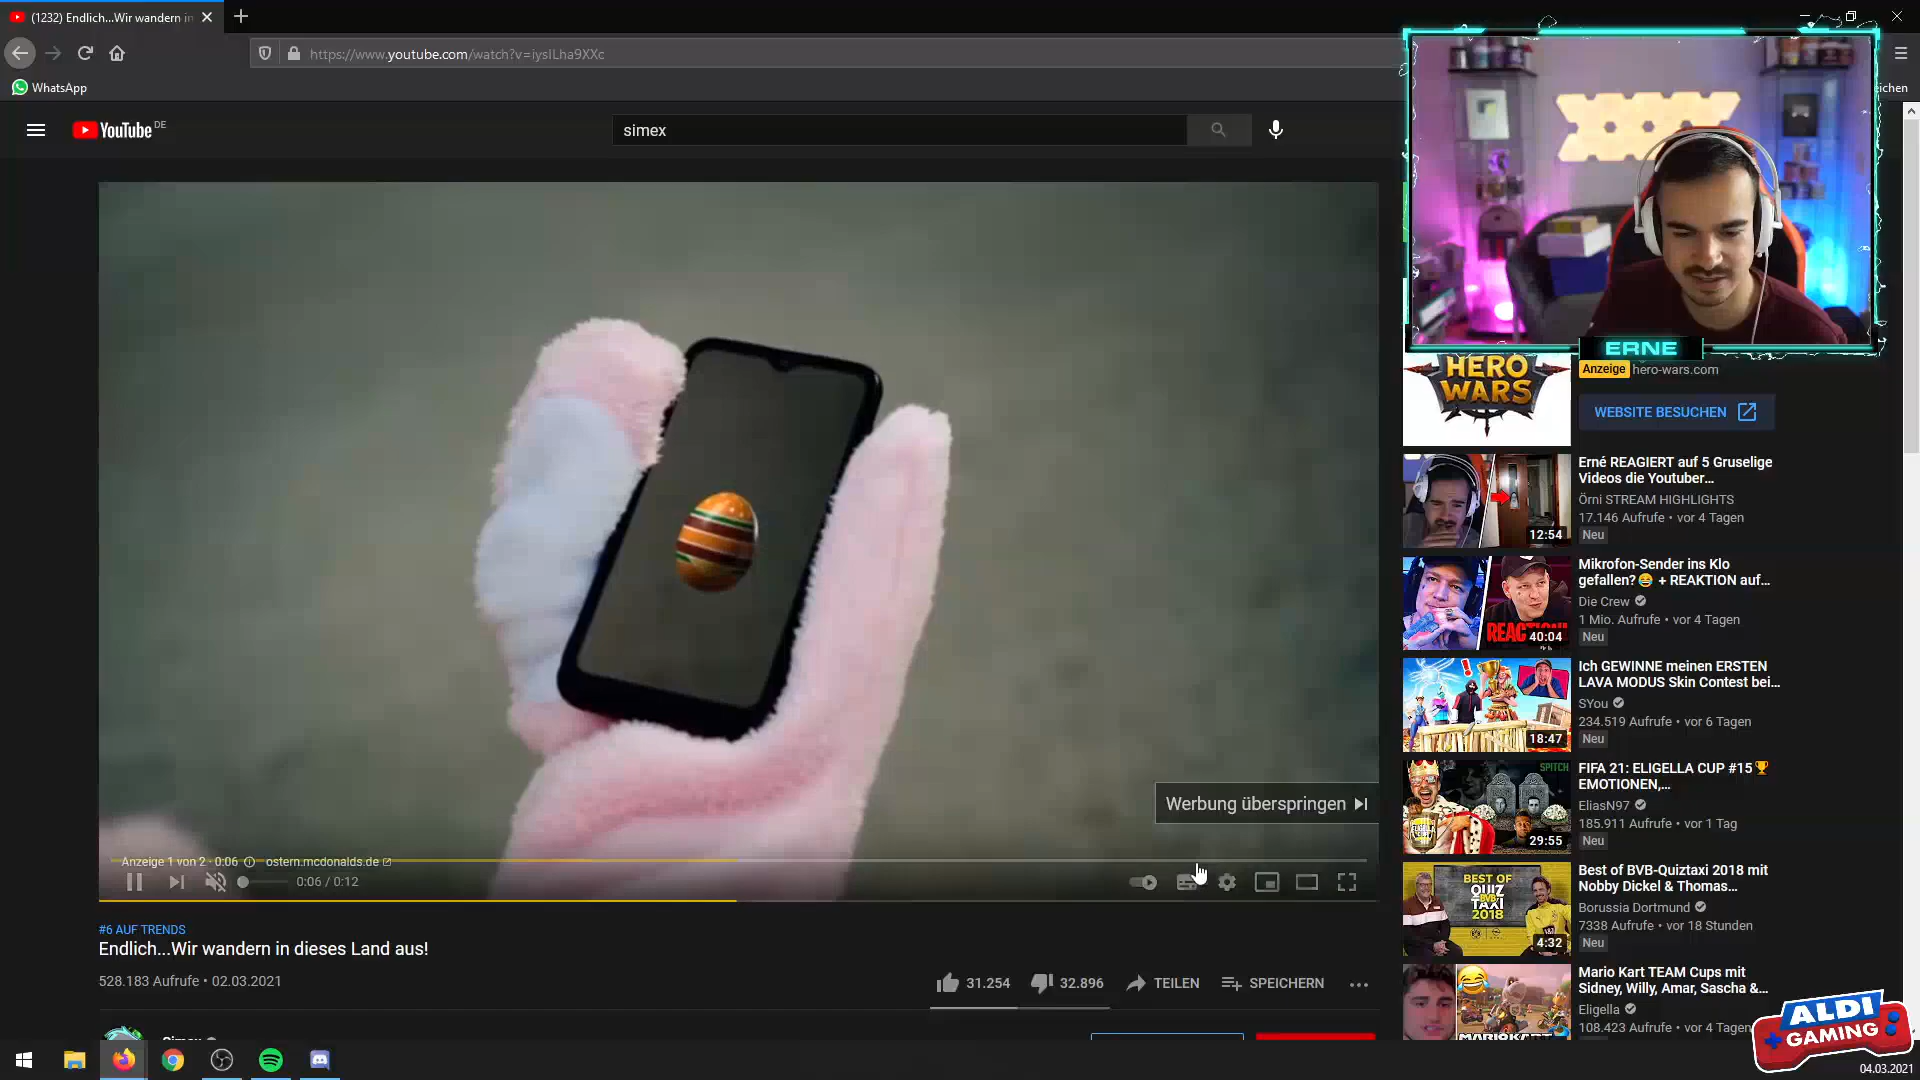 (1232) Endlich...Wir wandern in
https://www.youtube.com/watch?v=iysILha9XXc
WhatsApp
YouTube DE
simex
ERNE
HERO
WARS
Anzeige hero-wars.com
WEBSITE BESUCHEN
Erné REAGIERT auf 5 Gruselige
Videos die Youtuber...
Örni STREAM HIGHLIGHTS
17.146 Aufrufe • vor 4 Tagen
12:54
Neu
Mikrofon-Sender ins Klo
gefallen?😂 + REAKTION auf...
Die Crew
1 Mio. Aufrufe • vor 4 Tagen
REACTION!
40:04
Neu
Ich GEWINNE meinen ERSTEN
LAVA MODUS Skin Contest bei...
SYou
234.519 Aufrufe • vor 6 Tagen
18:47
Neu
SPITCH
FIFA 21: ELIGELLA CUP #15🏆
EMOTIONEN,...
EliasN97
185.911 Aufrufe • vor 1 Tag
29:55
Neu
BEST OF
QUIZ
BVB
TAXI
2018
Best of BVB-Quiztaxi 2018 mit
Nobby Dickel & Thomas...
Borussia Dortmund
7338 Aufrufe • vor 18 Stunden
4:32
Neu
Mario Kart TEAM Cups mit
Sidney, Willy, Amar, Sascha &...
Eligella
108.423 Aufrufe • vor 4 Tagen
Werbung überspringen
Anzeige 1 von 2 · 0:06 ostern.mcdonalds.de
0:06 / 0:12
#6 AUF TRENDS
Endlich...Wir wandern in dieses Land aus!
528.183 Aufrufe • 02.03.2021
31.254 32.896 TEILEN SPEICHERN
ALDI
GAMING
04.03.2021